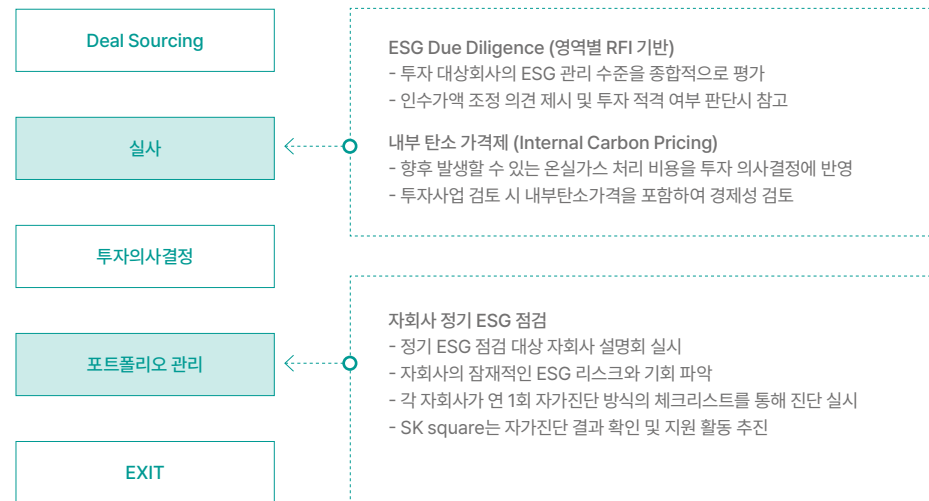 Deal Sourcing
실사
투자의사결정
포트폴리오 관리
EXIT
ESG Due Diligence (영역별 RFI 기반)
- 투자 대상회사의 ESG 관리 수준을 종합적으로 평가
- 인수가액 조정 의견 제시 및 투자 적격 여부 판단시 참고
내부 탄소 가격제 (Internal Carbon Pricing)
- 향후 발생할 수 있는 온실가스 처리 비용을 투자 의사결정에 반영
- 투자사업 검토 시 내부탄소가격을 포함하여 경제성 검토
자회사 정기 ESG 점검
- 정기 ESG 점검 대상 자회사 설명회 실시
- 자회사의 잠재적인 ESG 리스크와 기회 파악
- 각 자회사가 연 1회 자가진단 방식의 체크리스트를 통해 진단 실시
- SK square는 자가진단 결과 확인 및 지원 활동 추진